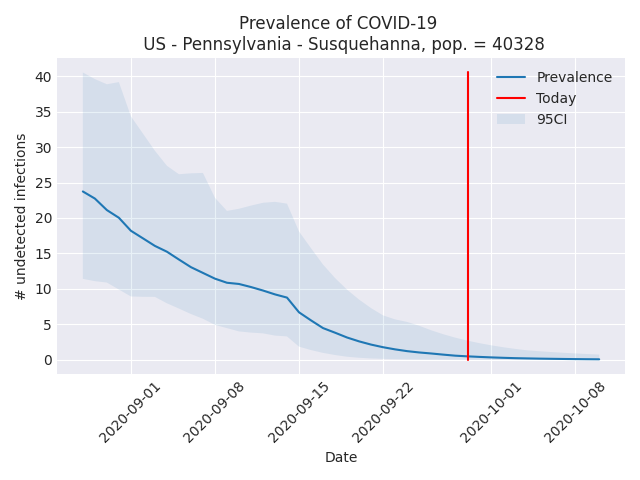 Prevalence of COVID-19
US - Pennsylvania - Susquehanna, pop. = 40328
40
35
30
25
20
15
10
5
0
# undetected infections
Prevalence
Today
95CI
2020-09-01
2020-09-08
2020-09-15
2020-09-22
2020-10-01
2020-10-08
Date